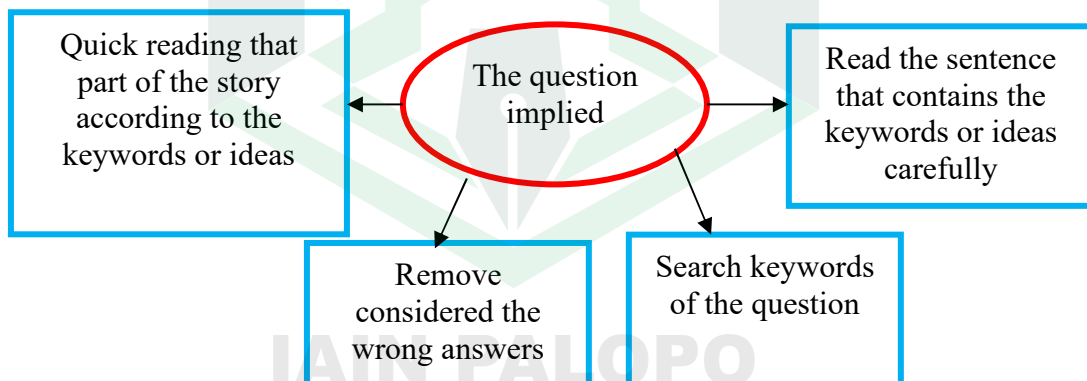 Quick reading that
part of the story
according to the
keywords or ideas
The question
implied
Read the sentence
that contains the
keywords or ideas
carefully
Remove
considered the
wrong answers
Search keywords
of the question
IAIN PALOPO